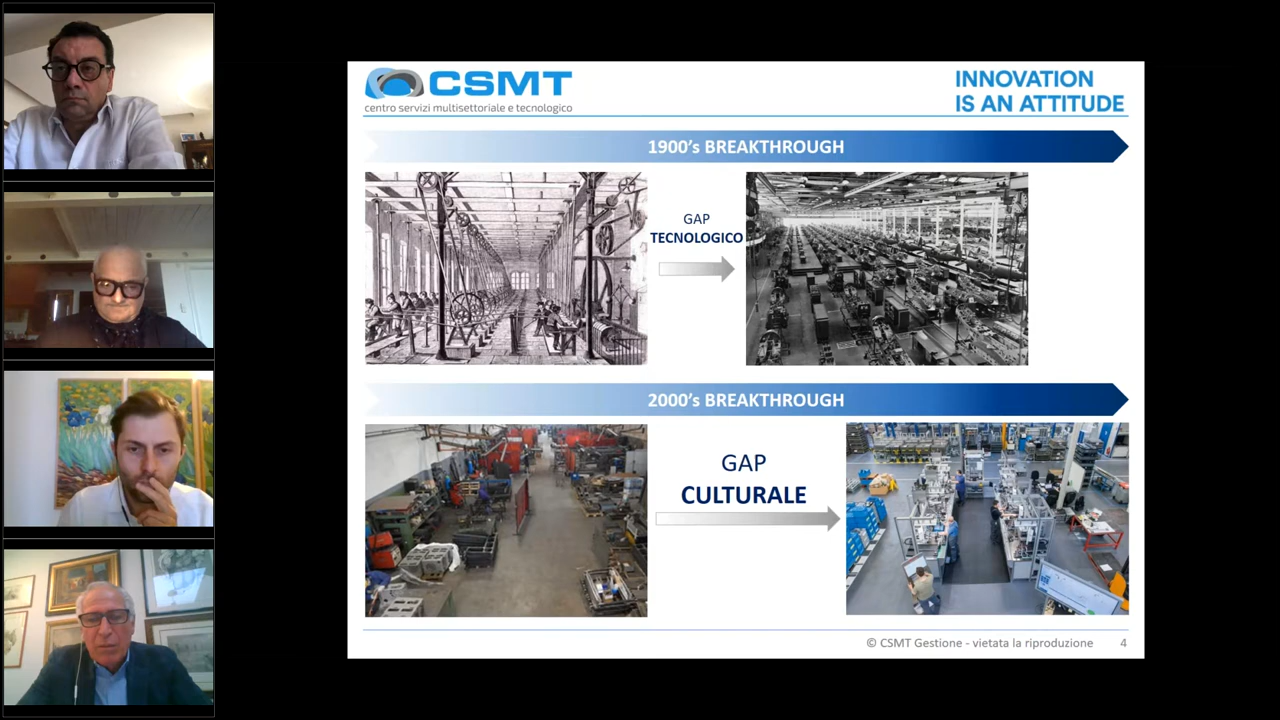 CSMT
centro servizi multisettoriale e tecnologico
INNOVATION
IS AN ATTITUDE
1900's BREAKTHROUGH
GAP
TECNOLOGICO
2000's BREAKTHROUGH
GAP
CULTURALE
© CSMT Gestione - vietata la riproduzione 4